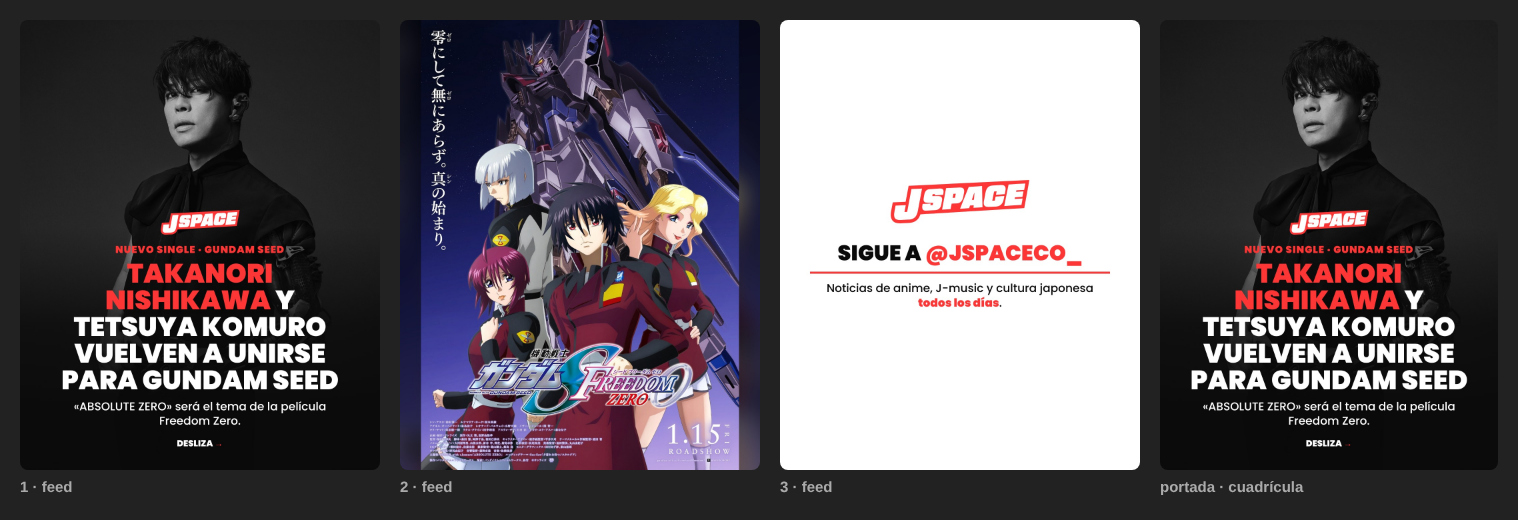 JSPACE
NUEVO SINGLE · GUNDAM SEED
TAKANORI
NISHIKAWA Y
TETSUYA KOMURO
VUELVEN A UNIRSE
PARA GUNDAM SEED
«ABSOLUTE ZERO» será el tema de la película
Freedom Zero.
DESLIZA →
1 · feed
零にして無にあらず。真の始まり。
機動戦士
ガンダム
SEED
FREEDOM
ZERO
1.15
FRI
ROADSHOW
2 · feed
JSPACE
SIGUE A @JSPACECO_
Noticias de anime, J-music y cultura japonesa
todos los días.
3 · feed
JSPACE
NUEVO SINGLE · GUNDAM SEED
TAKANORI
NISHIKAWA Y
TETSUYA KOMURO
VUELVEN A UNIRSE
PARA GUNDAM SEED
«ABSOLUTE ZERO» será el tema de la película
Freedom Zero.
DESLIZA →
portada · cuadrícula